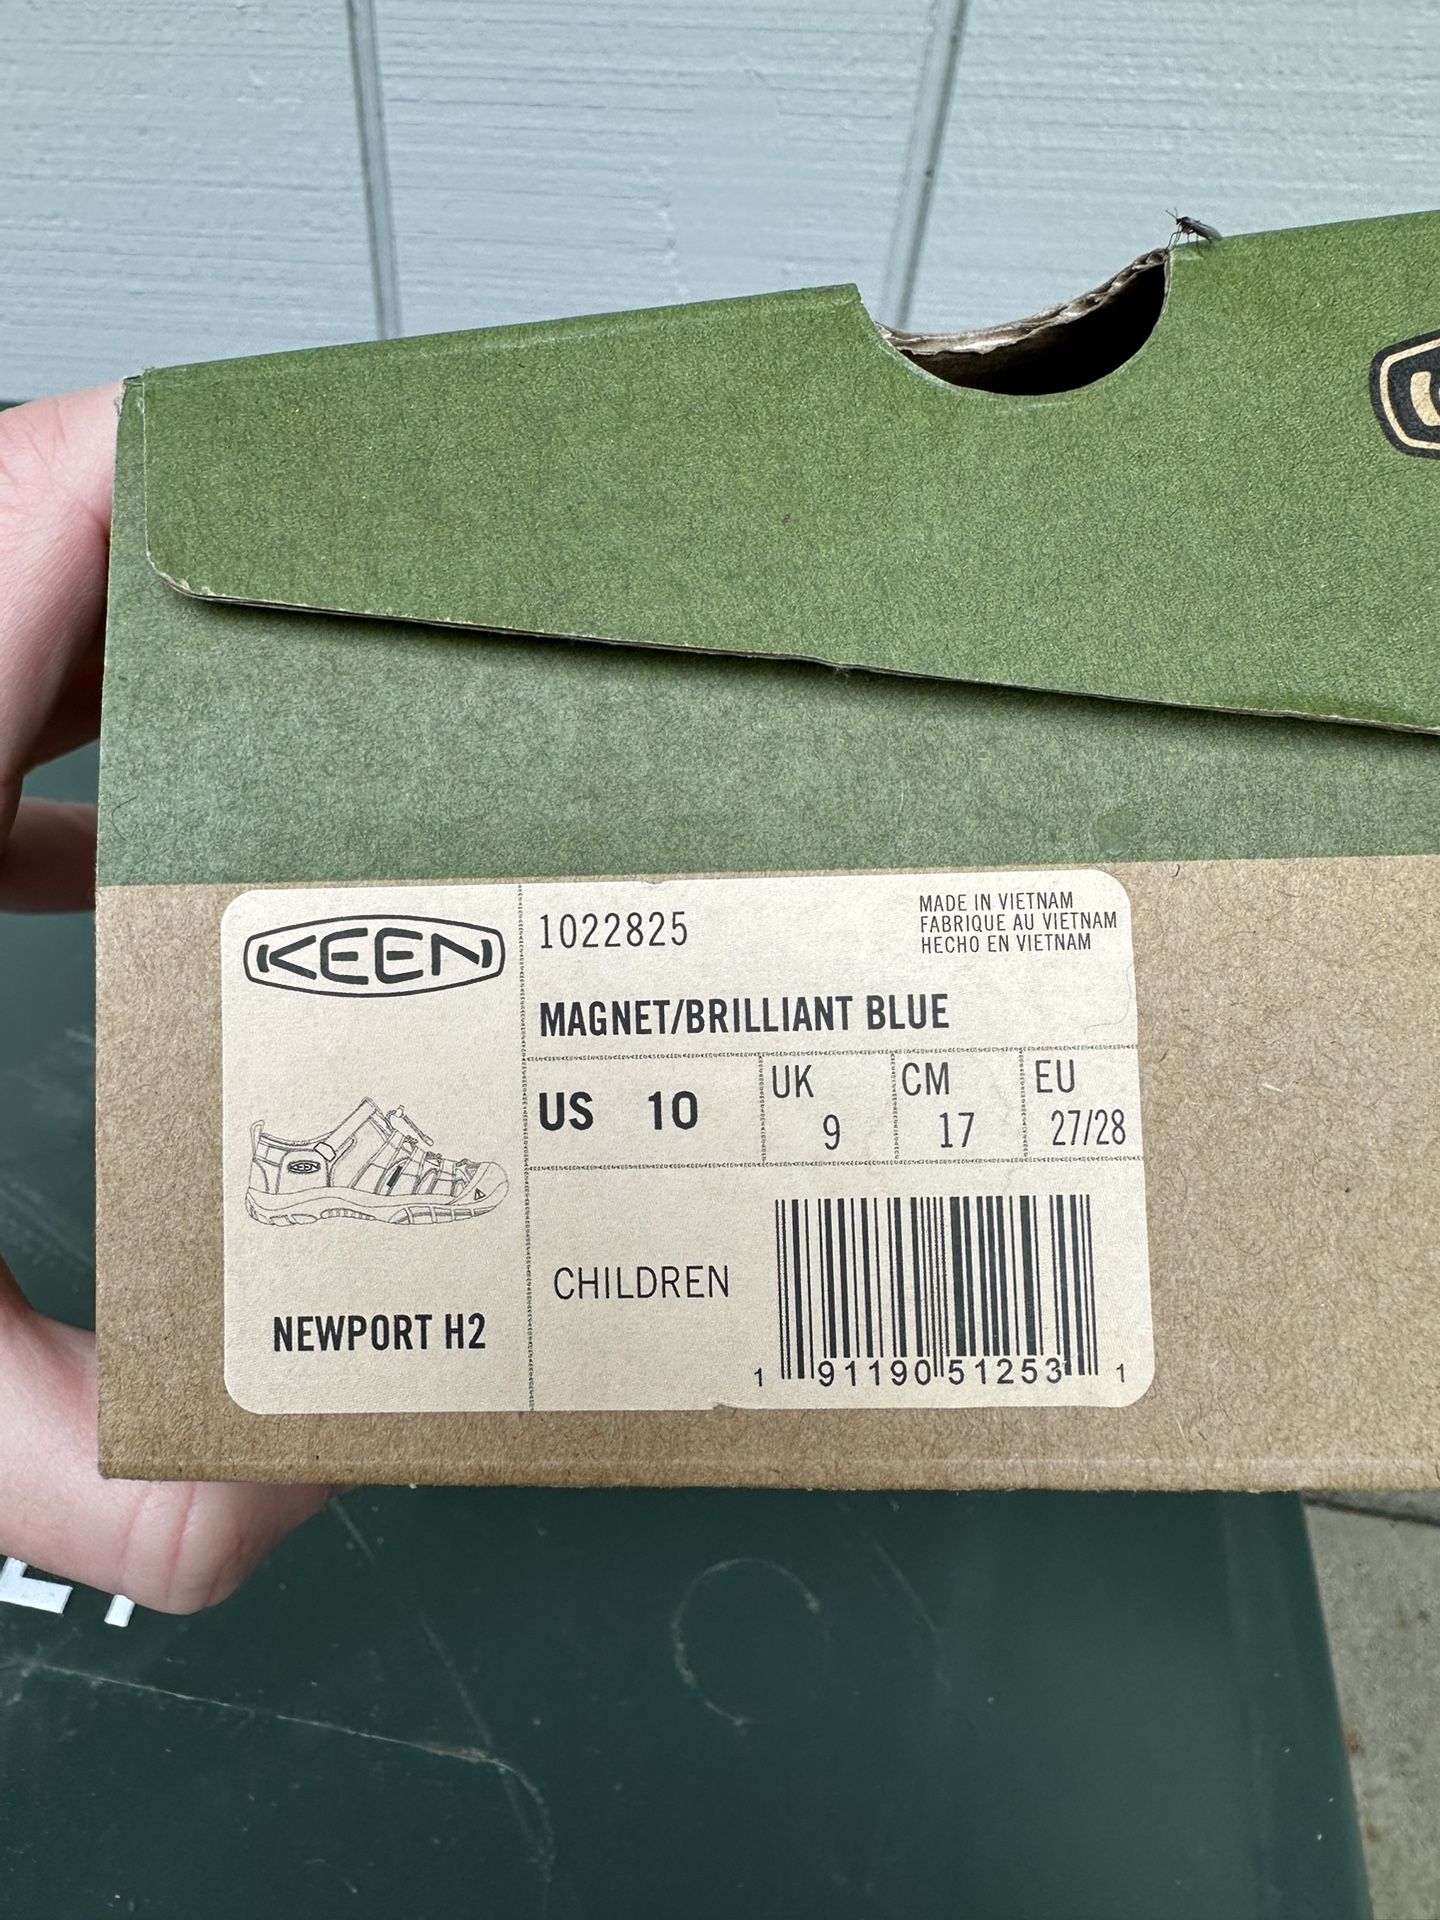 KEEN
1022825
MADE IN VIETNAM
FABRIQUE AU VIETNAM
HECHO EN VIETNAM
MAGNET/BRILLIANT BLUE
US 10
UK 9
CM 17
EU 27/28
KEEN
NEWPORT H2
CHILDREN
1 91190 51253 1